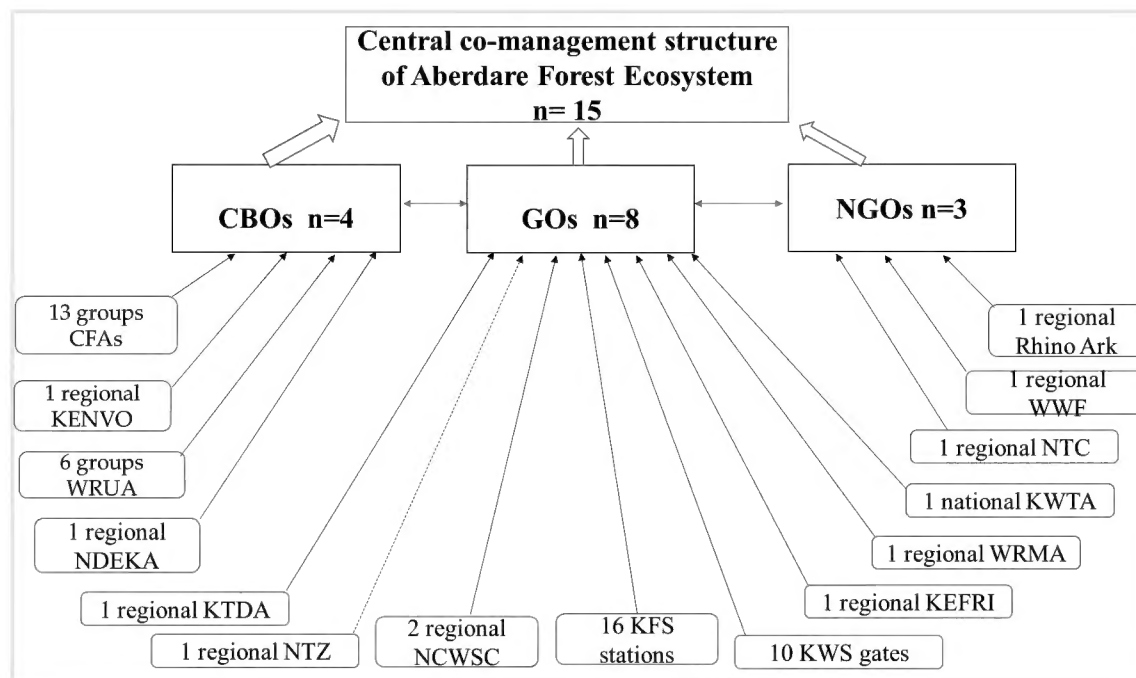 Central co-management structure
of Aberdare Forest Ecosystem
n= 15
CBOs n=4
GOs n=8
NGOs n=3
13 groups
CFAs
1 regional
KENVO
6 groups
WRUA
1 regional
NDEKA
1 regional KTDA
1 regional NTZ
2 regional
NCWSC
16 KFS
stations
10 KWS gates
1 regional KEFRI
1 regional WRMA
1 national KWTA
1 regional NTC
1 regional
WWF
1 regional
Rhino Ark